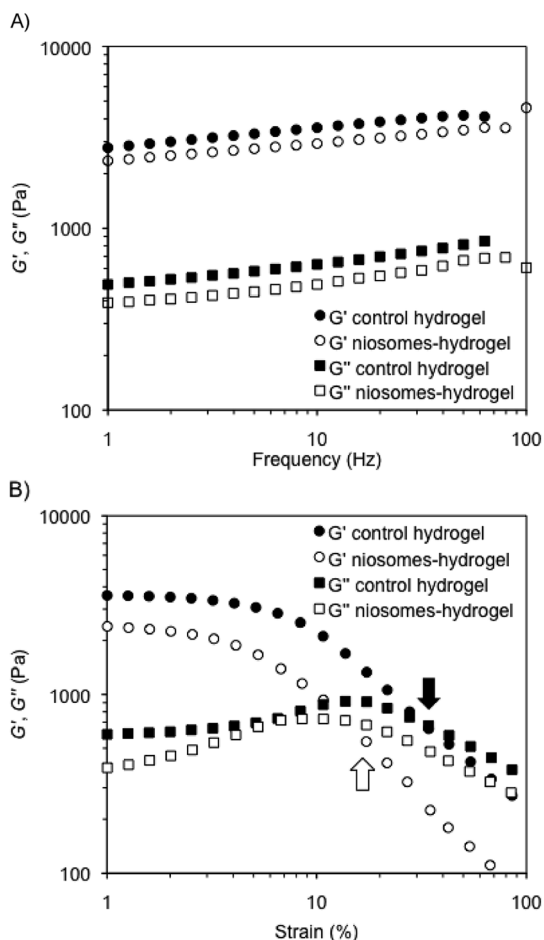 A)
10000
1000
100
G', G" (Pa)
1
10
100
Frequency (Hz)
G' control hydrogel
G' niosomes-hydrogel
G" control hydrogel
G" niosomes-hydrogel
B)
10000
1000
100
G', G" (Pa)
1
10
100
Strain (%)
G' control hydrogel
G' niosomes-hydrogel
G" control hydrogel
G" niosomes-hydrogel